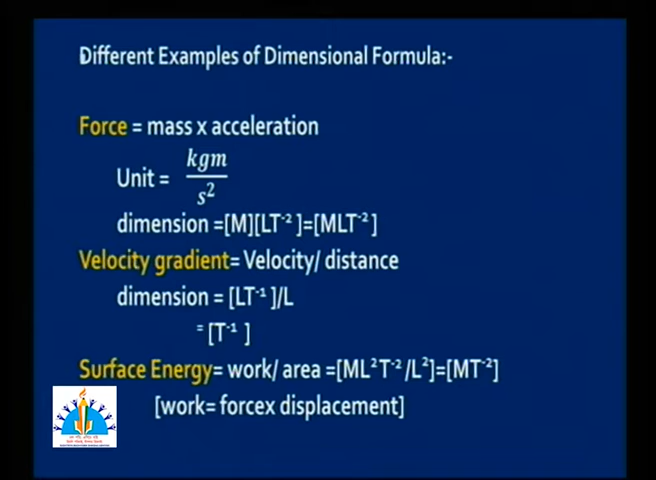 Different Examples of Dimensional Formula:-
Force = mass x acceleration
Unit = kgm/s²
dimension =[M][LT⁻² ]=[MLT⁻² ]
Velocity gradient= Velocity/ distance
dimension = [LT⁻¹ ]/L
= [T⁻¹ ]
Surface Energy= work/ area =[ML²T⁻² /L²]=[MT⁻²]
[work= forcex displacement]